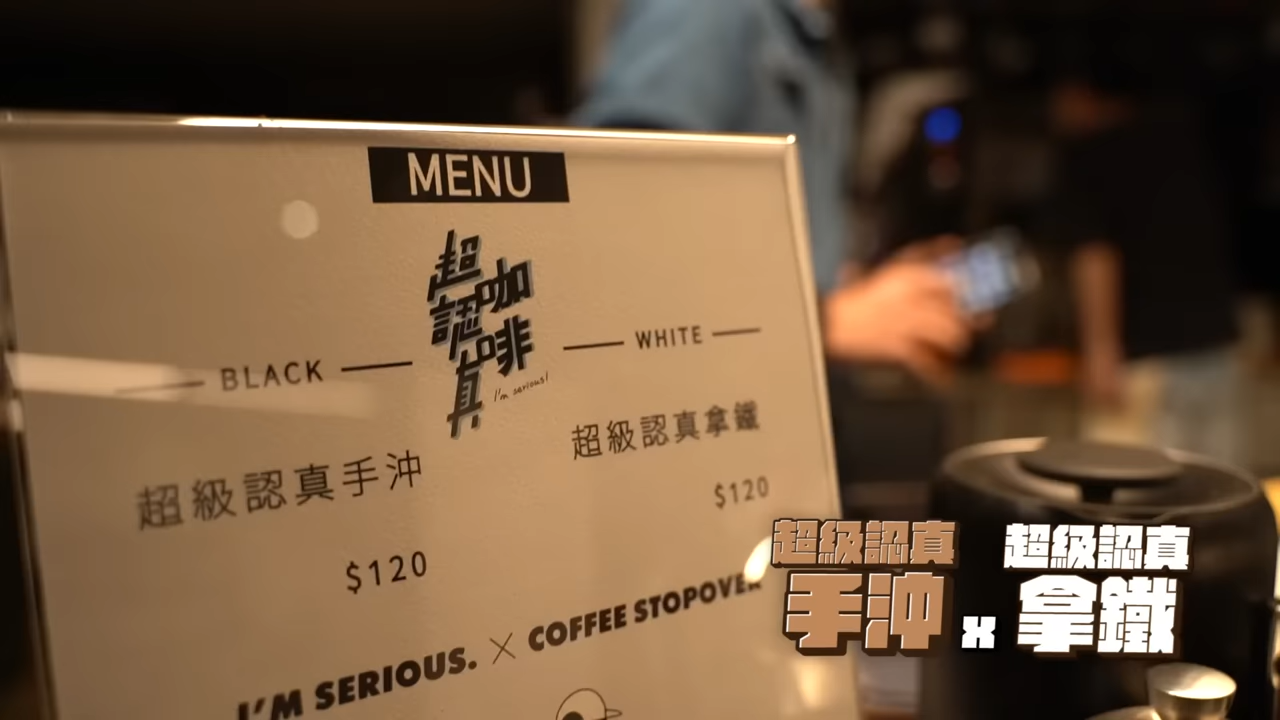 MENU
超認真
咖啡
I'm serious!
BLACK
WHITE
超級認真手沖
$120
超級認真拿鐵
$120
I'M SERIOUS. × COFFEE STOPOVER
超級認真
手沖
x
超級認真
拿鐵